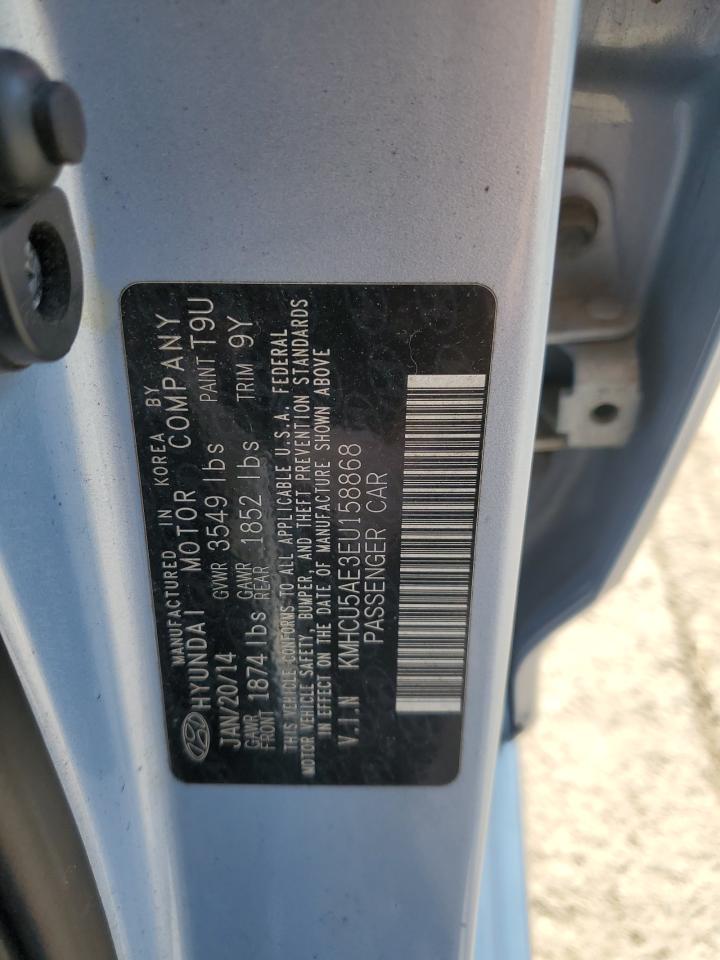 MANUFACTURED IN KOREA BY
HYUNDAI MOTOR COMPANY
JAN/20/14 GVWR 3549 lbs PAINT T9U
GAWR FRONT 1874 lbs GAWR REAR 1852 lbs TRIM 9Y
THIS VEHICLE CONFORMS TO ALL APPLICABLE U.S.A. FEDERAL
MOTOR VEHICLE SAFETY, BUMPER, AND THEFT PREVENTION STANDARDS
IN EFFECT ON THE DATE OF MANUFACTURE SHOWN ABOVE
V.I.N KMHCU5AE3EU158868
PASSENGER CAR